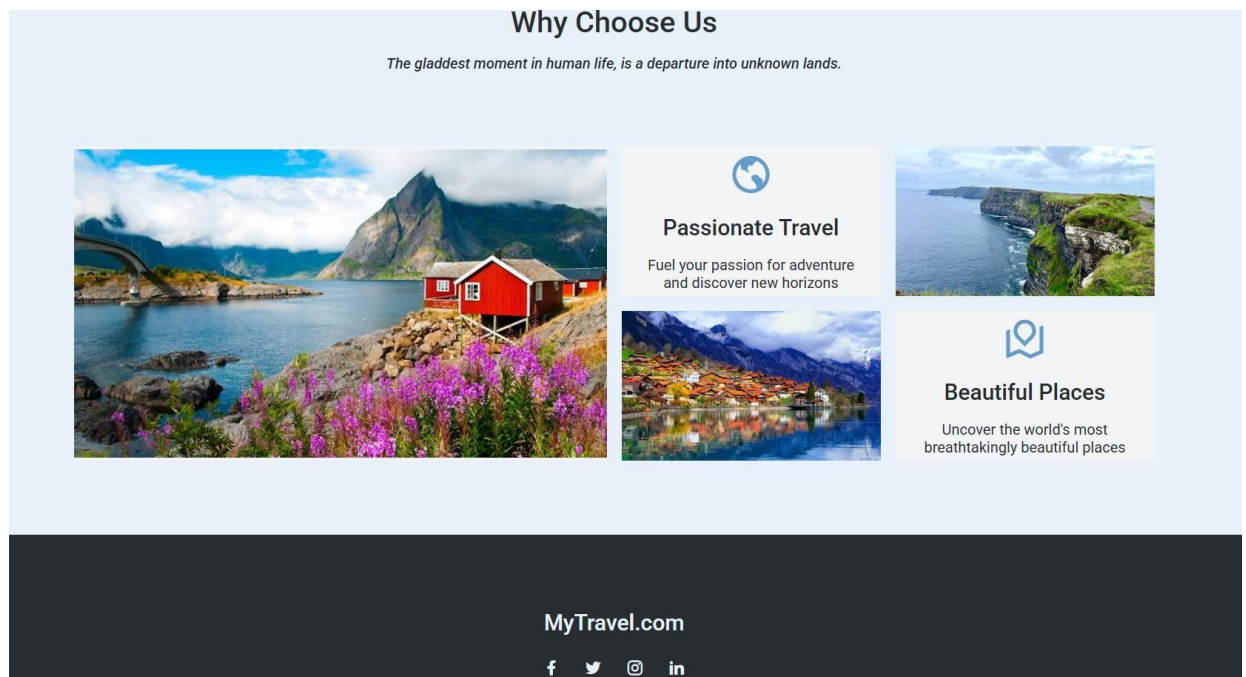 Why Choose Us
The gladdest moment in human life, is a departure into unknown lands.
Passionate Travel
Fuel your passion for adventure
and discover new horizons
Beautiful Places
Uncover the world's most
breathtakingly beautiful places
MyTravel.com